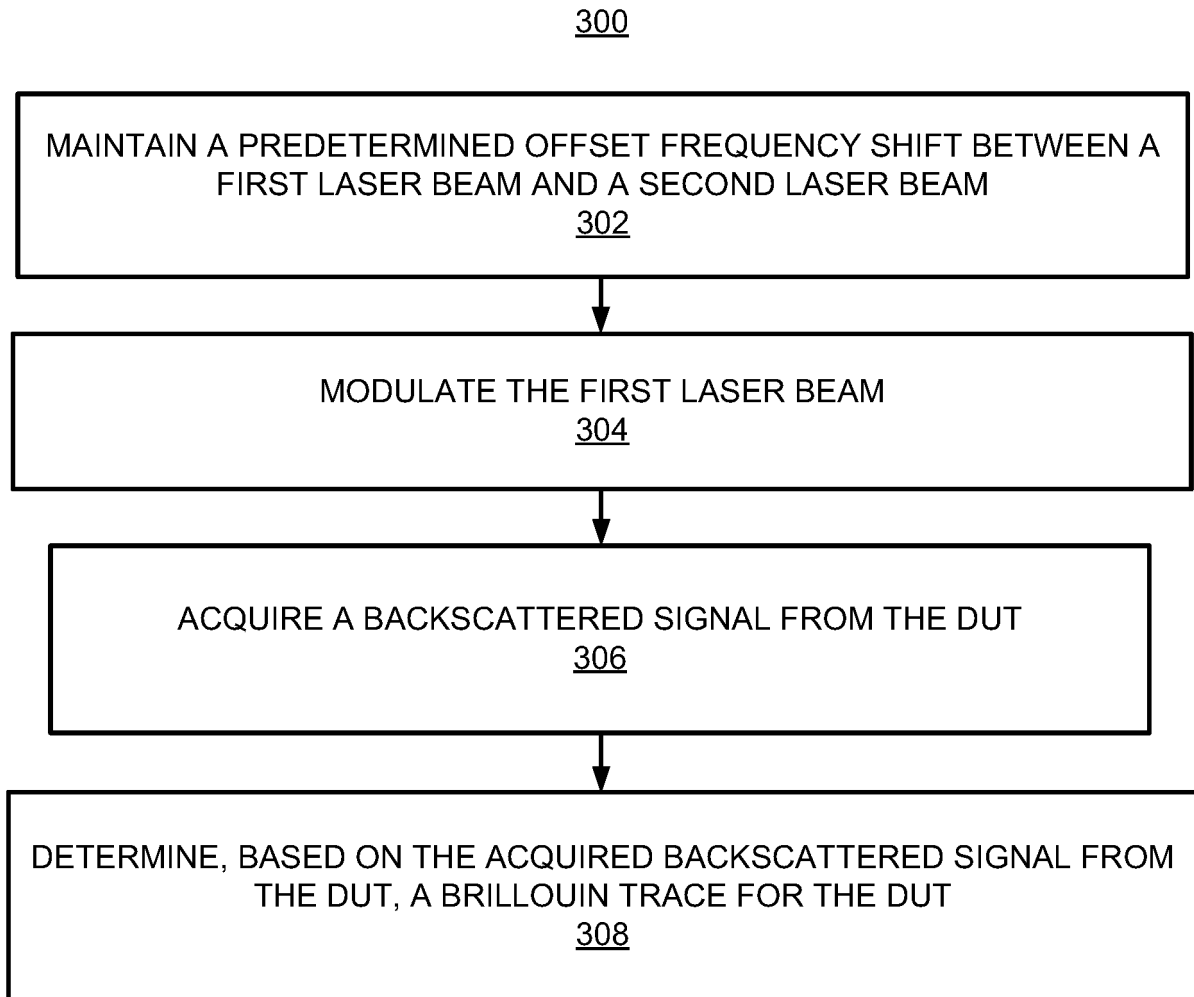 300
MAINTAIN A PREDETERMINED OFFSET FREQUENCY SHIFT BETWEEN A
FIRST LASER BEAM AND A SECOND LASER BEAM
302
MODULATE THE FIRST LASER BEAM
304
ACQUIRE A BACKSCATTERED SIGNAL FROM THE DUT
306
DETERMINE, BASED ON THE ACQUIRED BACKSCATTERED SIGNAL FROM
THE DUT, A BRILLOUIN TRACE FOR THE DUT
308